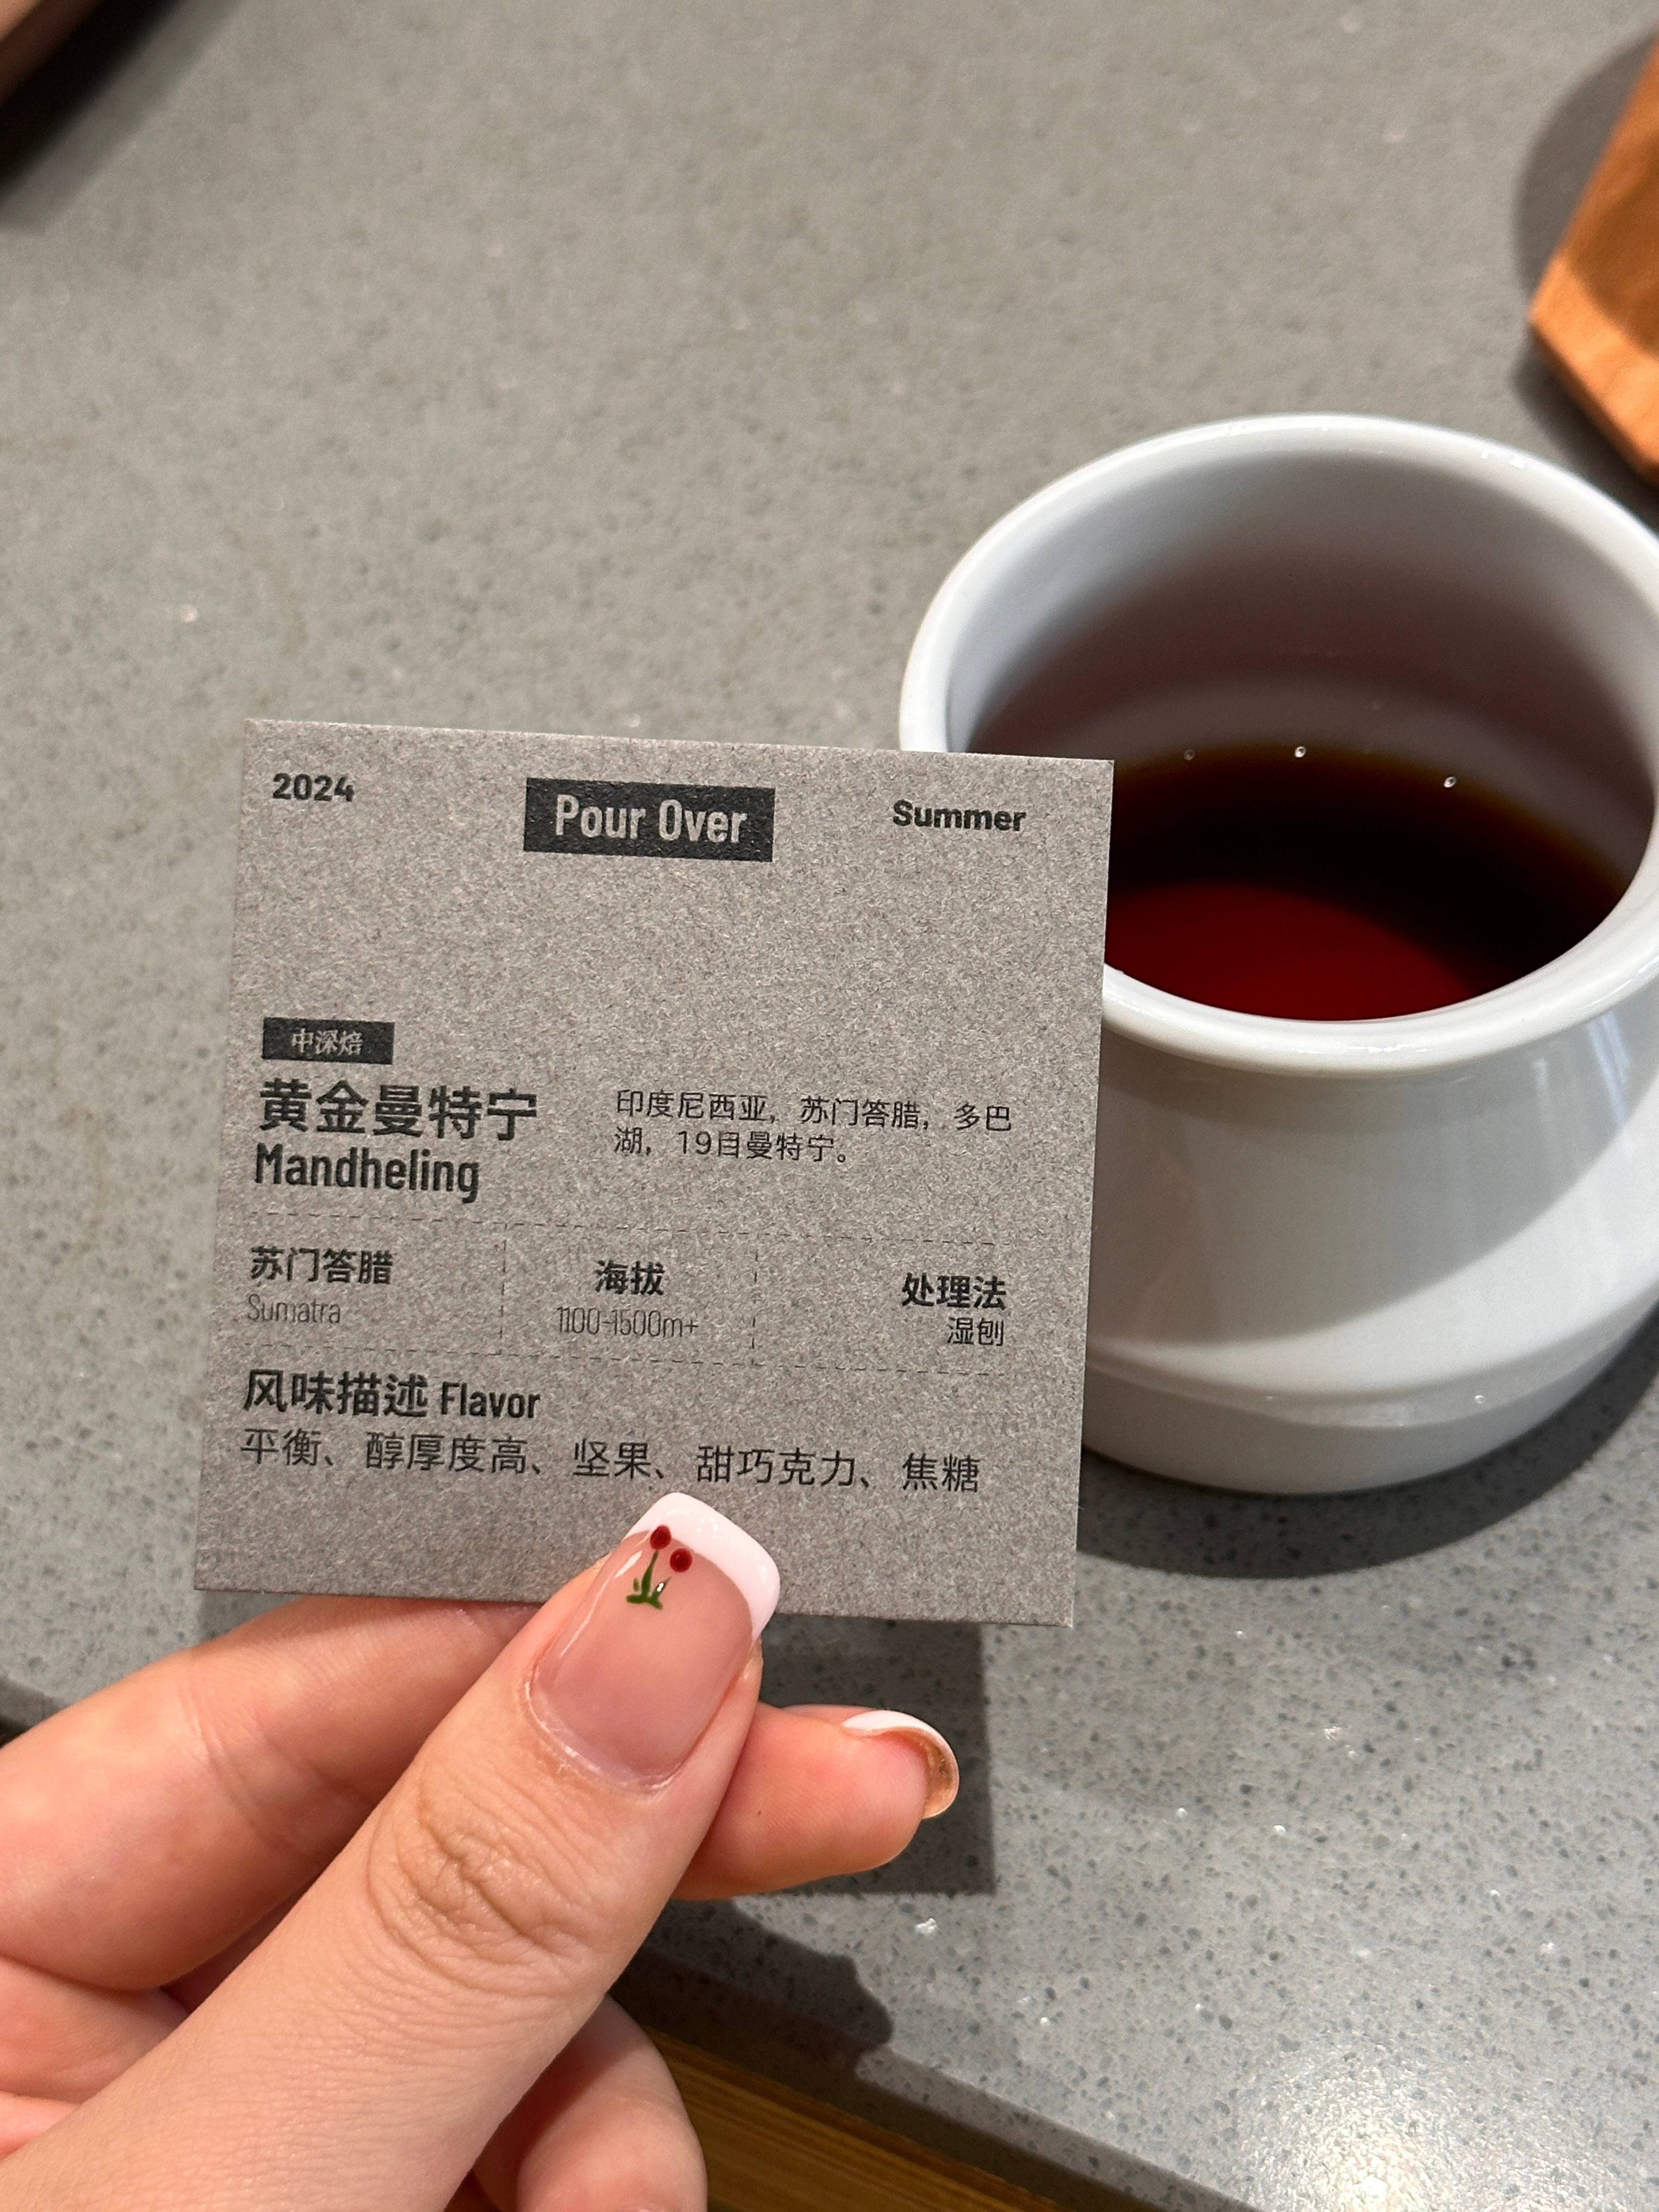 2024
Pour Over
Summer
中深焙
黄金曼特宁
Mandheling
印度尼西亚，苏门答腊，多巴
湖，19目曼特宁。
苏门答腊
Sumatra
海拔
1100-1500m+
处理法
湿刨
风味描述 Flavor
平衡、醇厚度高、坚果、甜巧克力、焦糖